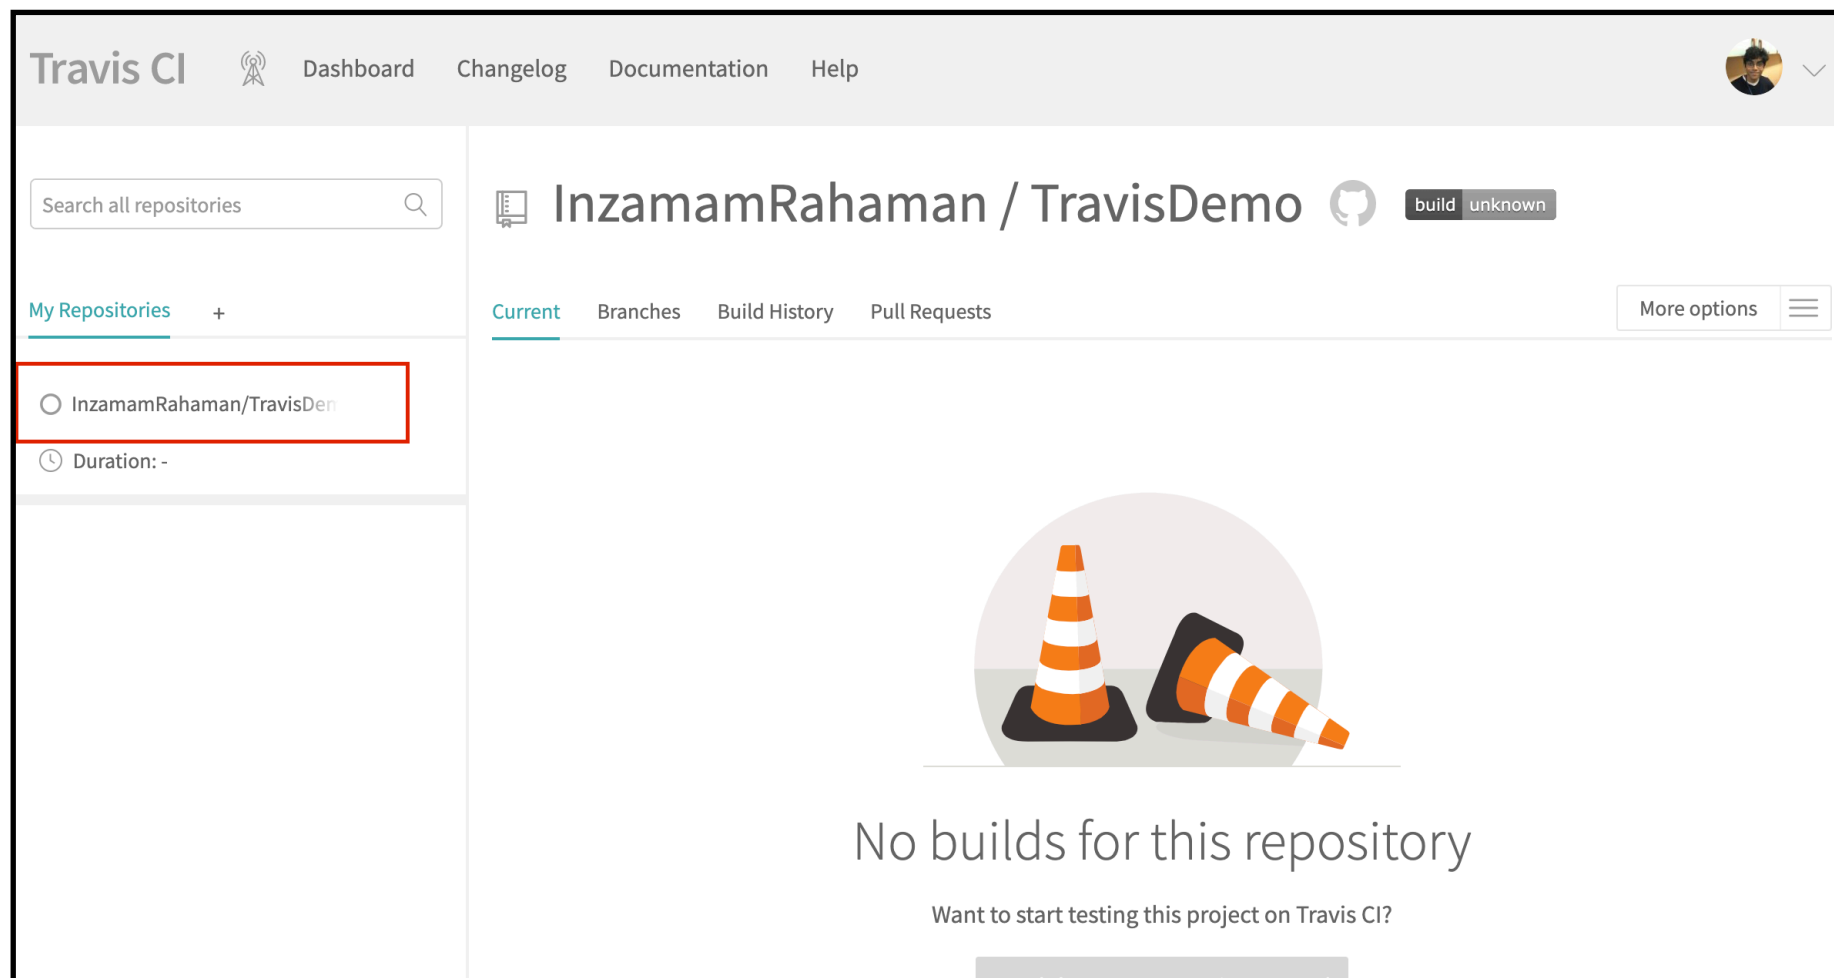 Travis CI
Dashboard
Changelog
Documentation
Help
Search all repositories
My Repositories +
InzamamRahaman/TravisDem
Duration: -
InzamamRahaman / TravisDemo
build unknown
Current
Branches
Build History
Pull Requests
More options
No builds for this repository
Want to start testing this project on Travis CI?